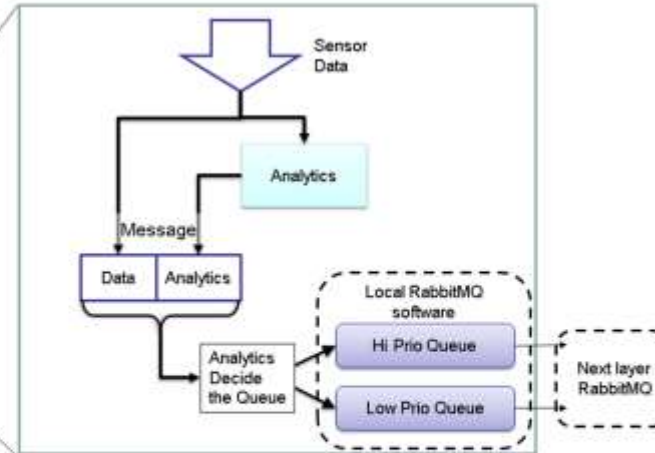 Sensor
Data
Analytics
Message
Data
Analytics
Local RabbitMQ
software
Hi Prio Queue
Analytics
Decide
the Queue
Low Prio Queue
Next layer
RabbitMQ